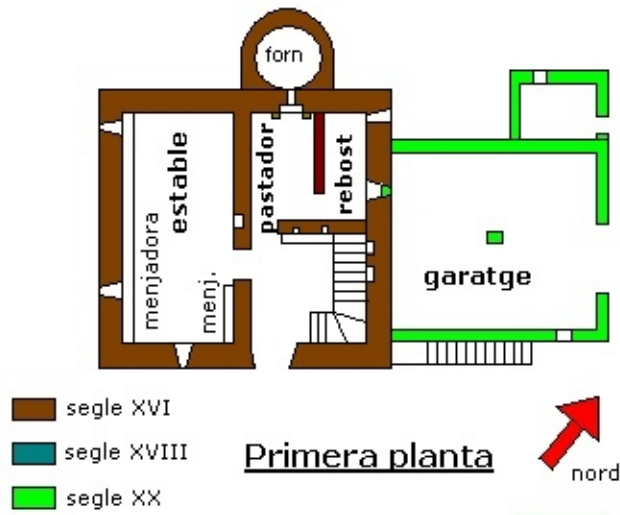 forn
estable
pastador
rebost
menjadora
menj.
garatge
segle XVI
segle XVIII
segle XX
Primera planta
nord